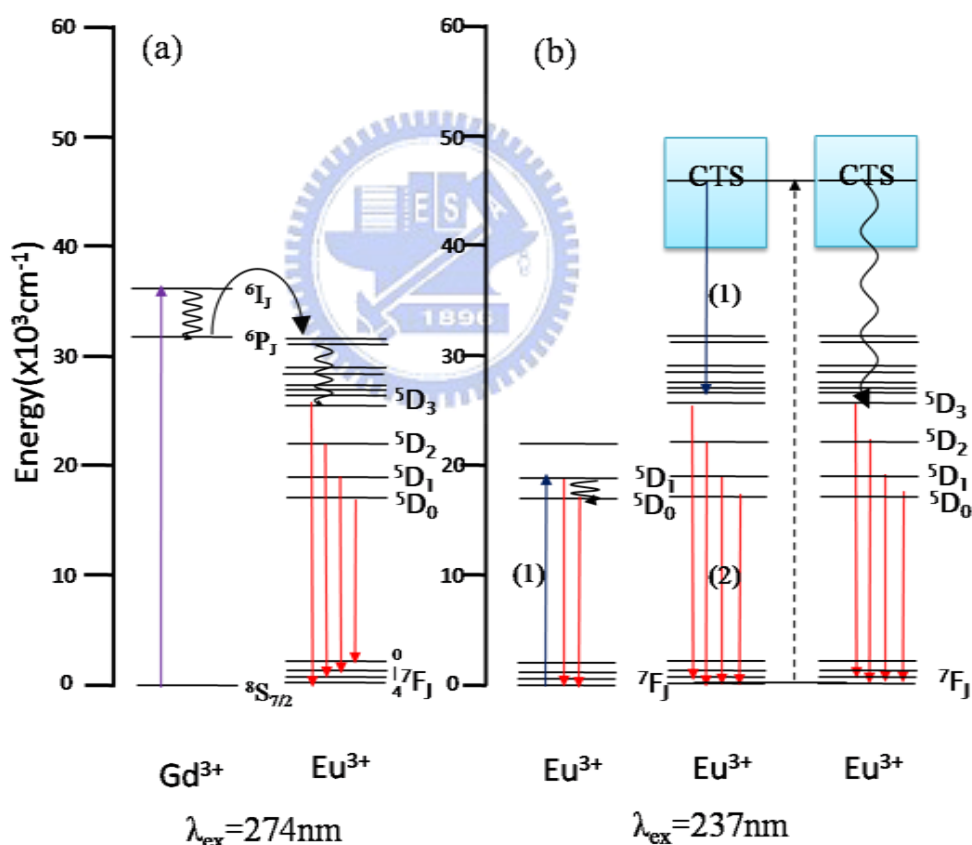 (a)
60
50
40
30
20
10
0
Energy(x10³cm⁻¹)
⁶I_J
⁶P_J
⁸S₇/₂
⁵D₃
⁵D₂
⁵D₁
⁵D₀
0
|
4
⁷F_J
Gd³⁺
Eu³⁺
λ_ex=274nm
(b)
60
50
40
30
20
10
0
CTS
CTS
(1)
⁵D₁
⁵D₀
(1)
(2)
⁷F_J
⁵D₃
⁵D₂
⁵D₁
⁵D₀
⁷F_J
Eu³⁺
Eu³⁺
Eu³⁺
λ_ex=237nm
E S A
1896